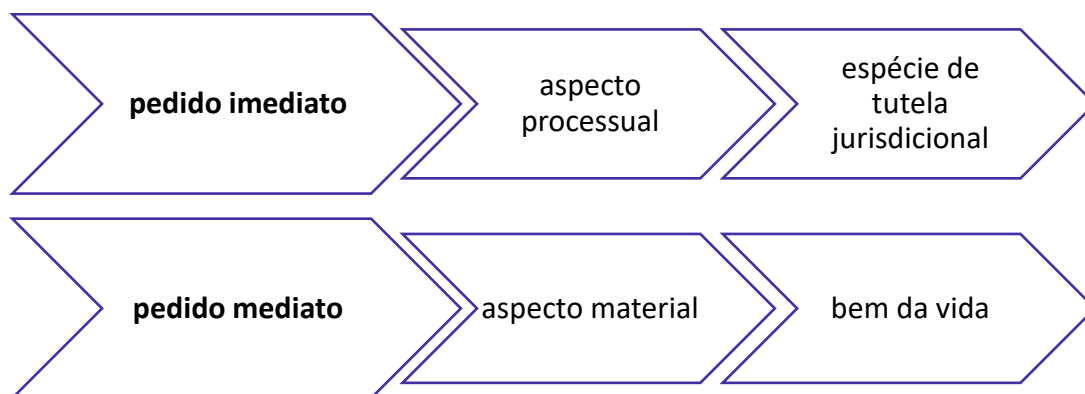 pedido imediato
aspecto
processual
espécie de
tutela
jurisdicional
pedido mediato
aspecto material
bem da vida